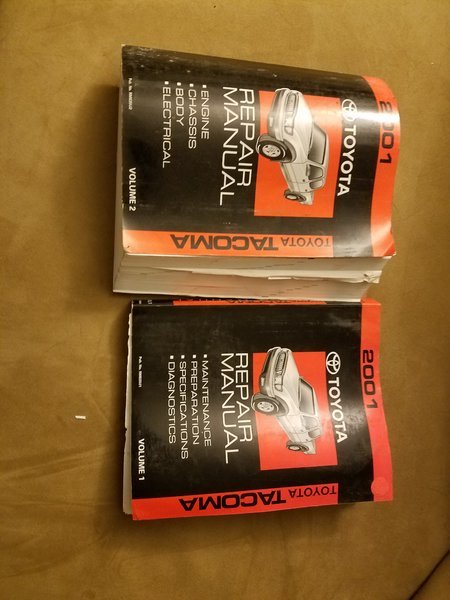 2001
TOYOTA
REPAIR
MANUAL
• ENGINE
• CHASSIS
• BODY
• ELECTRICAL
VOLUME 2
TOYOTA TACOMA
2001
TOYOTA
REPAIR
MANUAL
• MAINTENANCE
• PREPARATION
• SPECIFICATIONS
• DIAGNOSTICS
VOLUME 1
TOYOTA TACOMA